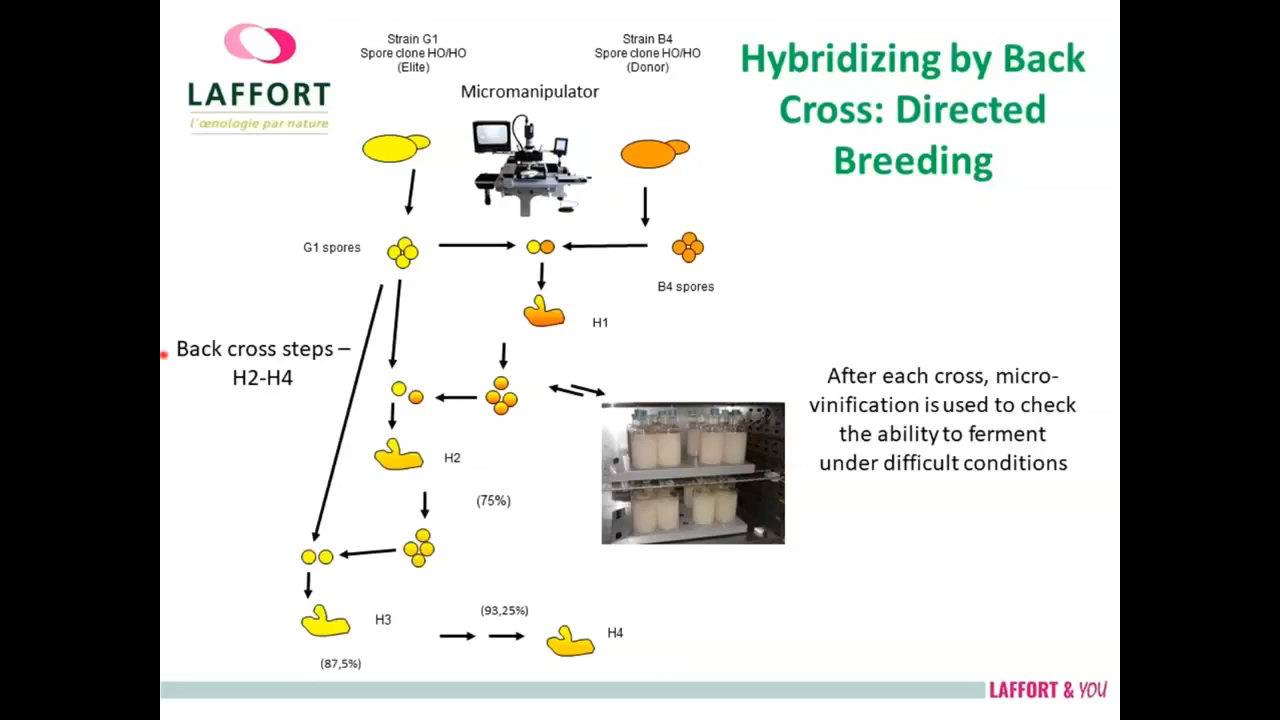 LAFFORT
l'œnologie par nature
Strain G1
Spore clone HO/HO
(Elite)
Strain B4
Spore clone HO/HO
(Donor)
Hybridizing by Back
Cross: Directed
Breeding
Micromanipulator
G1 spores
B4 spores
H1
Back cross steps –
H2-H4
After each cross, micro-
vinification is used to check
the ability to ferment
under difficult conditions
H2
(75%)
H3
(87,5%)
(93,25%)
H4
LAFFORT & YOU